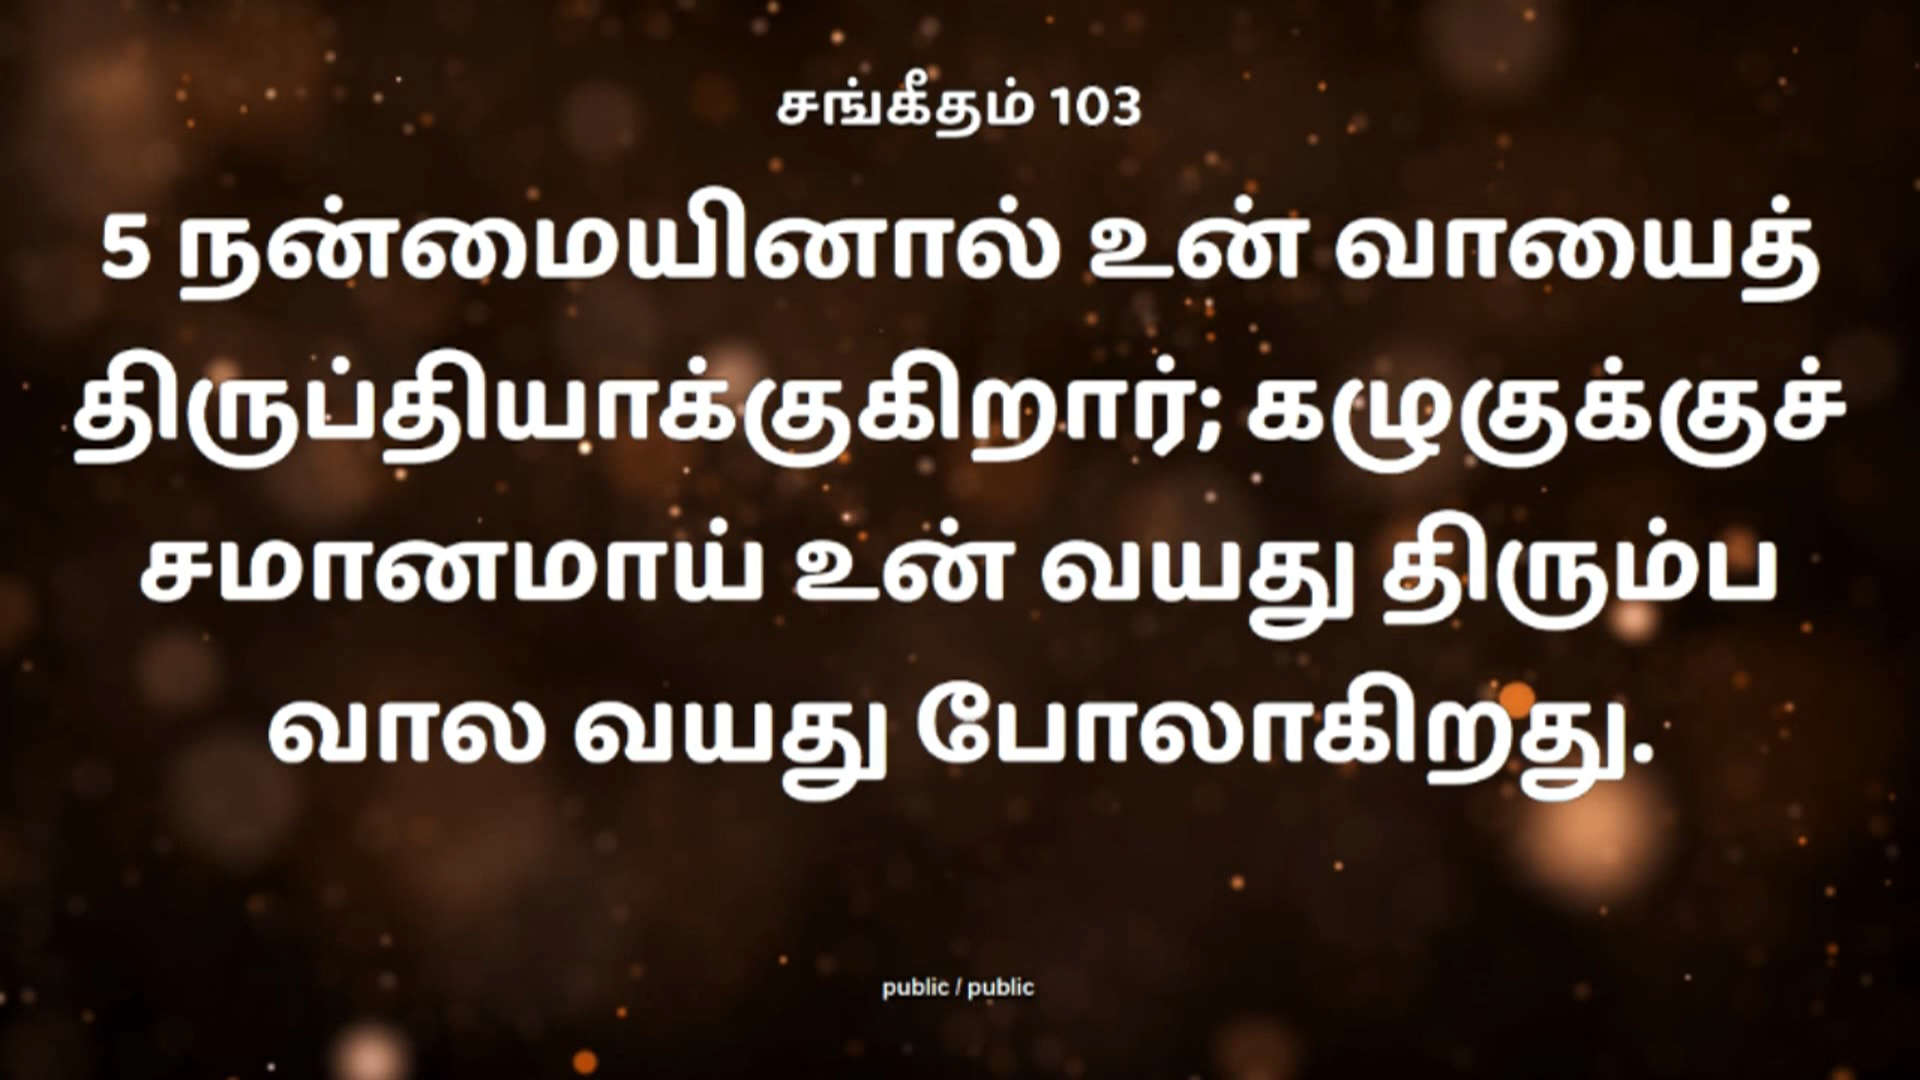 சங்கீதம் 103
5 நன்மையினால் உன் வாயைத்
திருப்தியாக்குகிறார்; கழுகுக்குச்
சமானமாய் உன் வயது திரும்ப
வால வயது போலாகிறது.
public / public